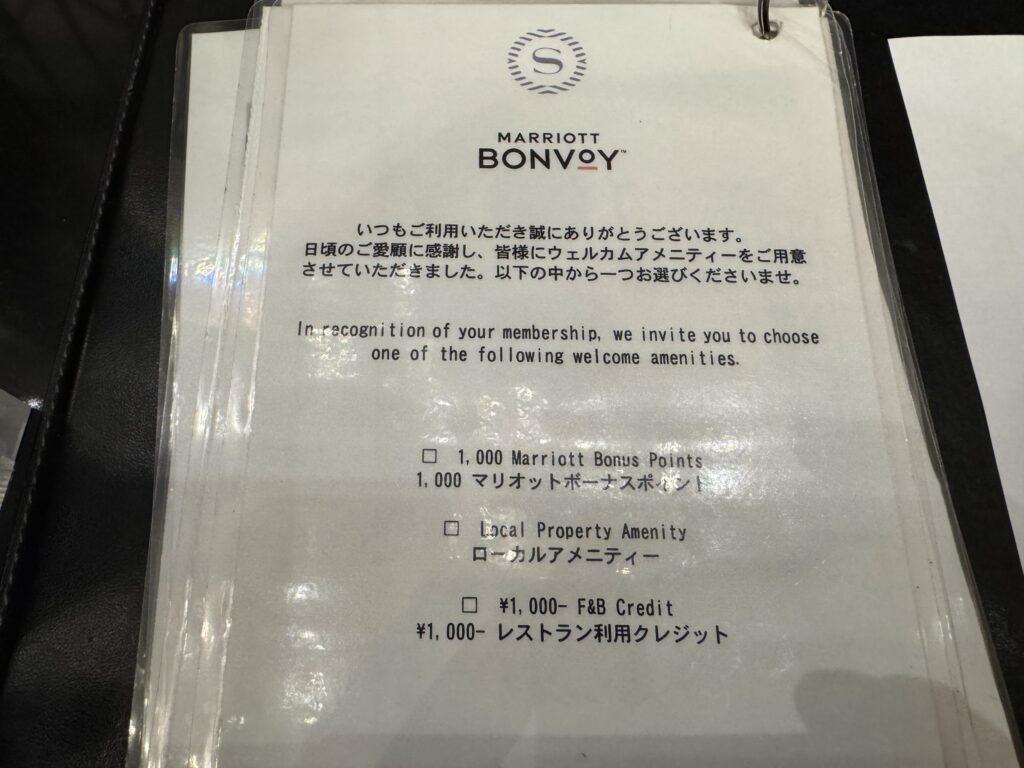 S
MARRIOTT
BONVOY™
いつもご利用いただき誠にありがとうございます。
日頃のご愛顧に感謝し、皆様にウェルカムアメニティーをご用意
させていただきました。以下の中から一つお選びくださいませ。
In recognition of your membership, we invite you to choose
one of the following welcome amenities.
□ 1,000 Marriott Bonus Points
1,000 マリオットボーナスポイント
□ Local Property Amenity
ローカルアメニティー
□ ¥1,000- F&B Credit
¥1,000- レストラン利用クレジット